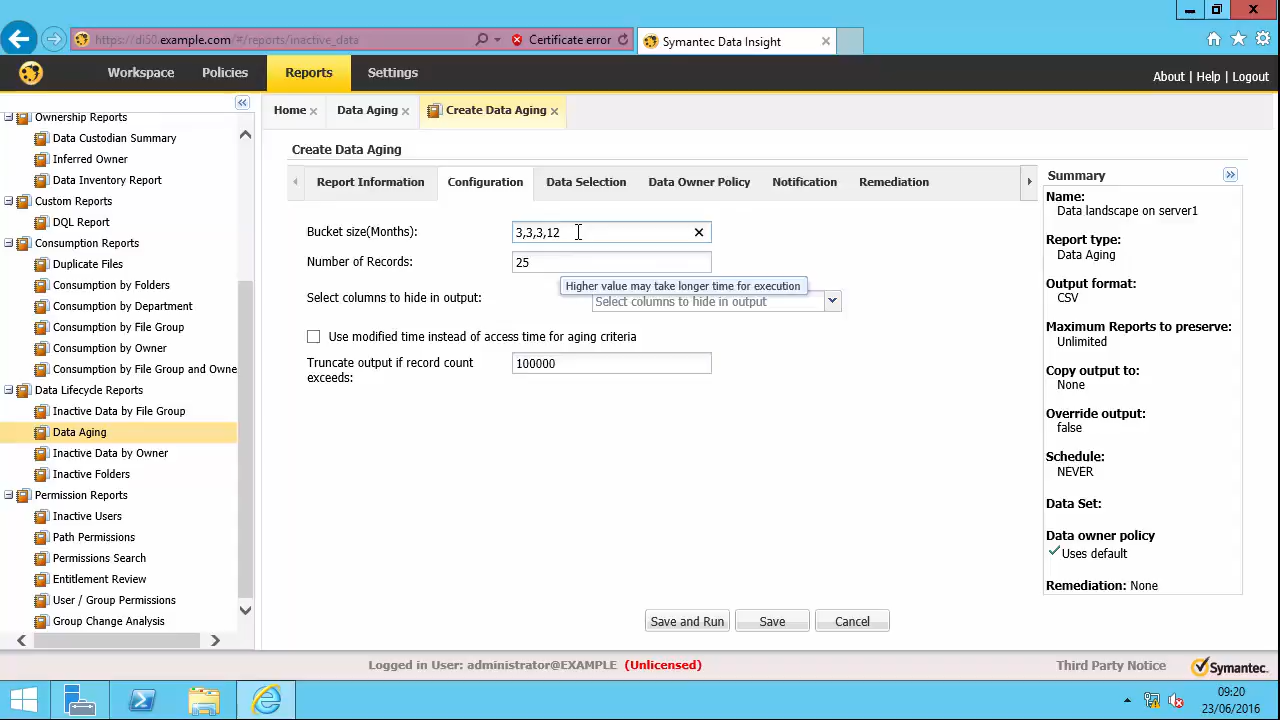 https://di50.example.com/#/reports/inactive_data
Certificate error
Symantec Data Insight
Workspace
Policies
Reports
Settings
About | Help | Logout
Ownership Reports
Data Custodian Summary
Inferred Owner
Data Inventory Report
Custom Reports
DQL Report
Consumption Reports
Duplicate Files
Consumption by Folders
Consumption by Department
Consumption by File Group
Consumption by Owner
Consumption by File Group and Owne
Data Lifecycle Reports
Inactive Data by File Group
Data Aging
Inactive Data by Owner
Inactive Folders
Permission Reports
Inactive Users
Path Permissions
Permissions Search
Entitlement Review
User / Group Permissions
Group Change Analysis
Home
Data Aging
Create Data Aging
Create Data Aging
Report Information
Configuration
Data Selection
Data Owner Policy
Notification
Remediation
Bucket size(Months):
3,3,3,12
Number of Records:
25
Higher value may take longer time for execution
Select columns to hide in output:
Select columns to hide in output
Use modified time instead of access time for aging criteria
Truncate output if record count
exceeds:
100000
Save and Run
Save
Cancel
Summary
Name:
Data landscape on server1
Report type:
Data Aging
Output format:
CSV
Maximum Reports to preserve:
Unlimited
Copy output to:
None
Override output:
false
Schedule:
NEVER
Data Set:
Data owner policy
Uses default
Remediation: None
Logged in User: administrator@EXAMPLE (Unlicensed)
Third Party Notice
Symantec.
09:20
23/06/2016